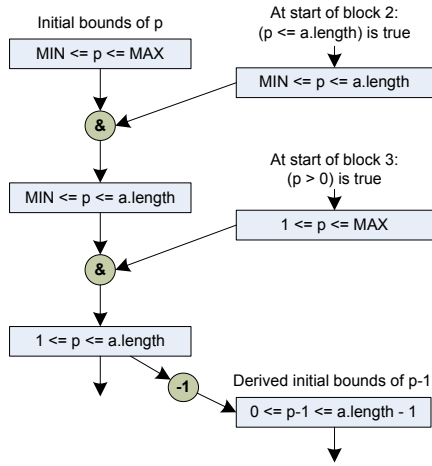 Initial bounds of p
MIN <= p <= MAX
At start of block 2:
(p <= a.length) is true
MIN <= p <= a.length
&
MIN <= p <= a.length
At start of block 3:
(p > 0) is true
1 <= p <= MAX
&
1 <= p <= a.length
-1
Derived initial bounds of p-1
0 <= p-1 <= a.length - 1